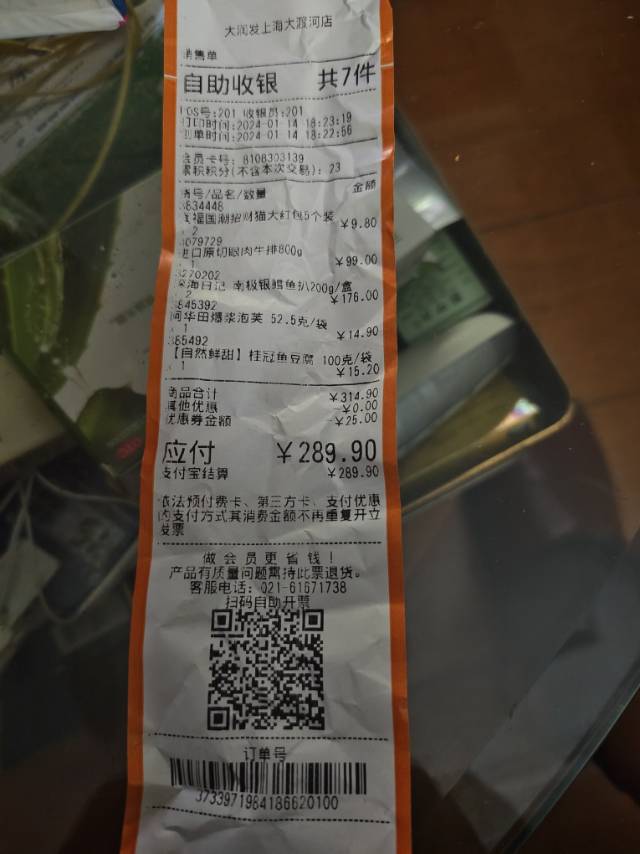 大润发上海大渡河店
销售单
自助收银 共7件
POS号:201 收银员:201
打印时间:2024-01-14 18:23:19
创单时间:2024-01-14 18:22:56
会员卡号: 8108303139
累积积分(不含本次交易): 23
货号/品名/数量 金额
834448
福国潮招财猫大红包5个装
2 ¥9.80
079729
进口原切眼肉牛排800g
1 ¥99.00
270202
深海日记 南极银鳕鱼扒200g/盒
2 ¥176.00
845392
阿华田爆浆泡芙 52.5克/袋
1 ¥14.90
385492
【自然鲜甜】桂冠鱼豆腐 100克/袋
1 ¥15.20
商品合计 ¥314.90
其他优惠 -¥0.00
优惠券金额 -¥25.00
应付 ¥289.90
支付宝结算 ¥289.90
依法预付费卡、第三方卡、支付优惠
的支付方式其消费金额不再重复开立
发票
做会员更省钱！
产品有质量问题需持此票退货。
客服电话：021-61671738
扫码自助开票
订单号
3733971984186620100